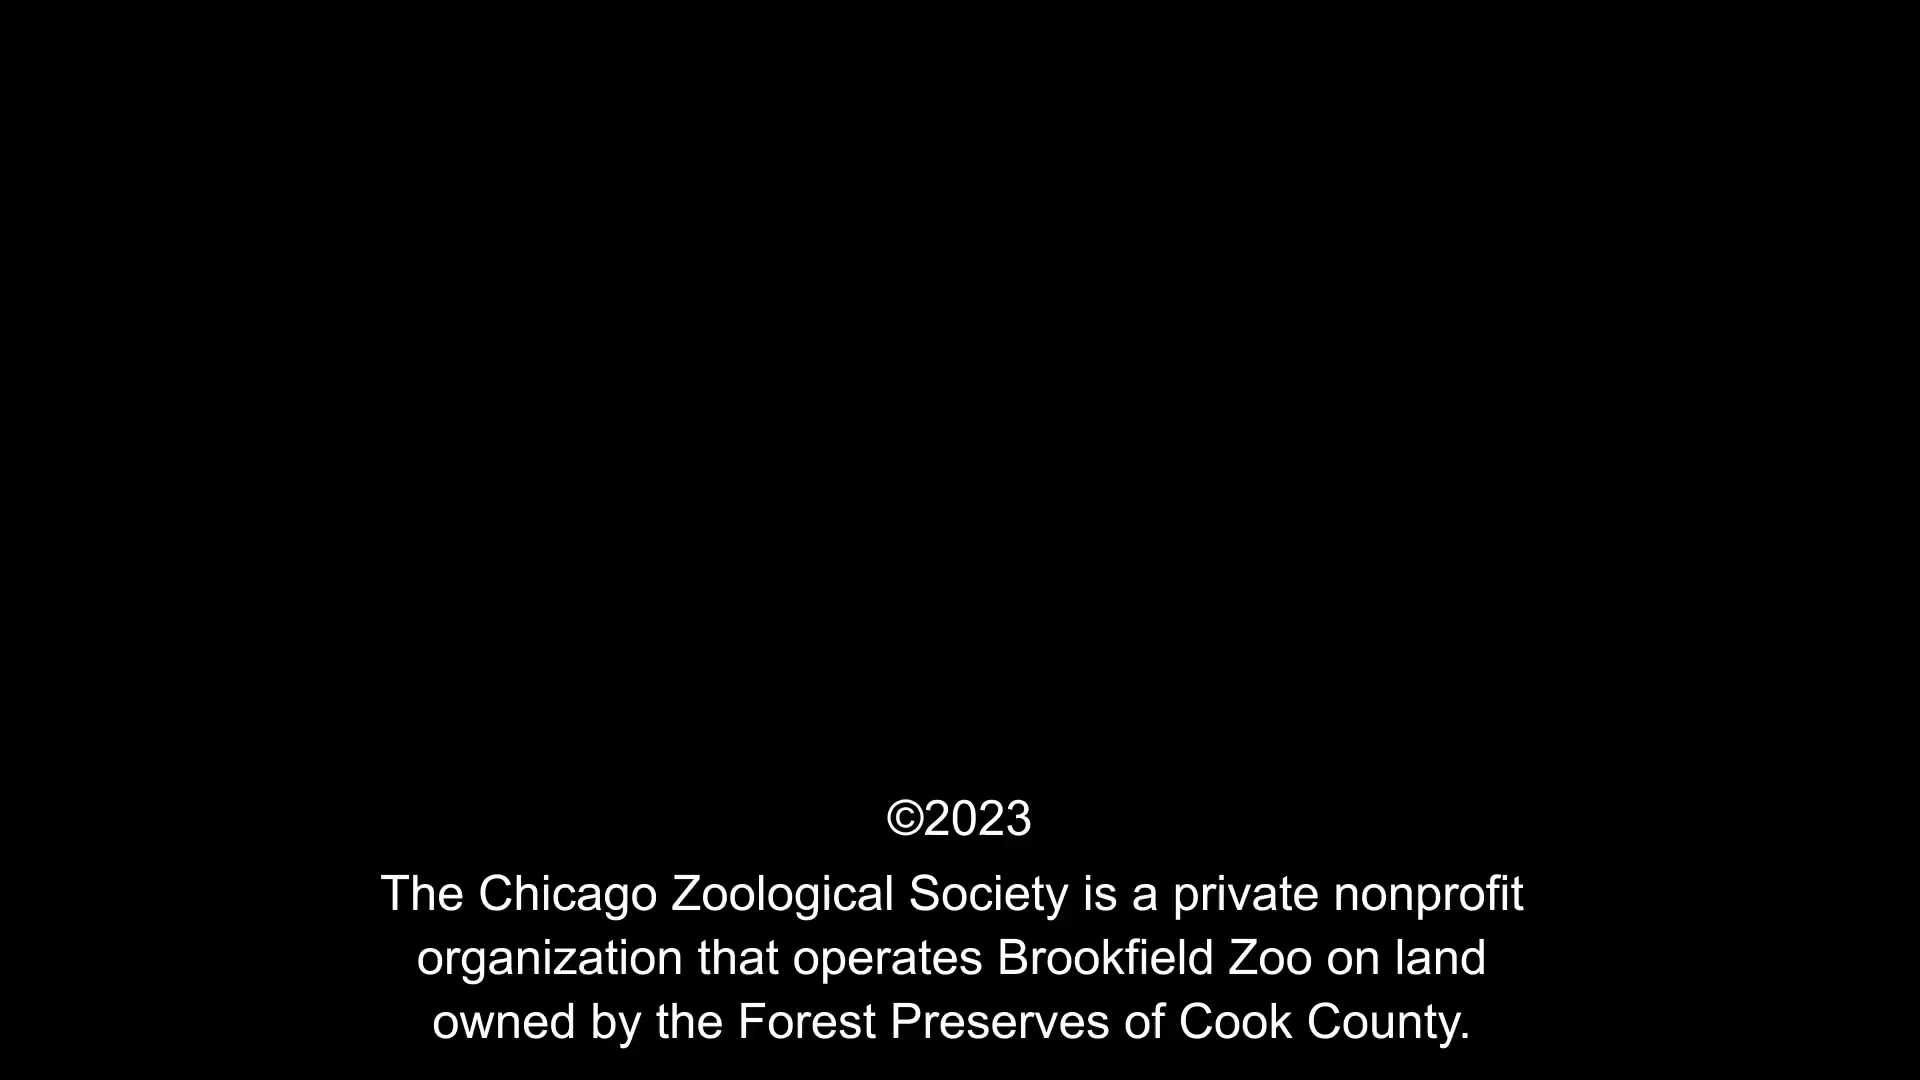 ©2023
The Chicago Zoological Society is a private nonprofit
organization that operates Brookfield Zoo on land
owned by the Forest Preserves of Cook County.